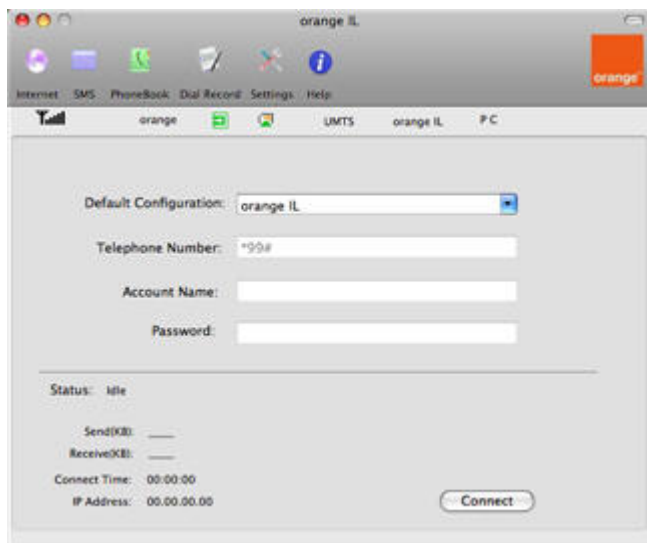 orange IL
Internet SMS PhoneBook Dial Record Settings Help
orange™
orange UMTS orange IL PC
Default Configuration: orange IL
Telephone Number: *99#
Account Name:
Password:
Status: Idle
Send(KB):
Receive(KB):
Connect Time: 00:00:00
IP Address: 00.00.00.00
Connect